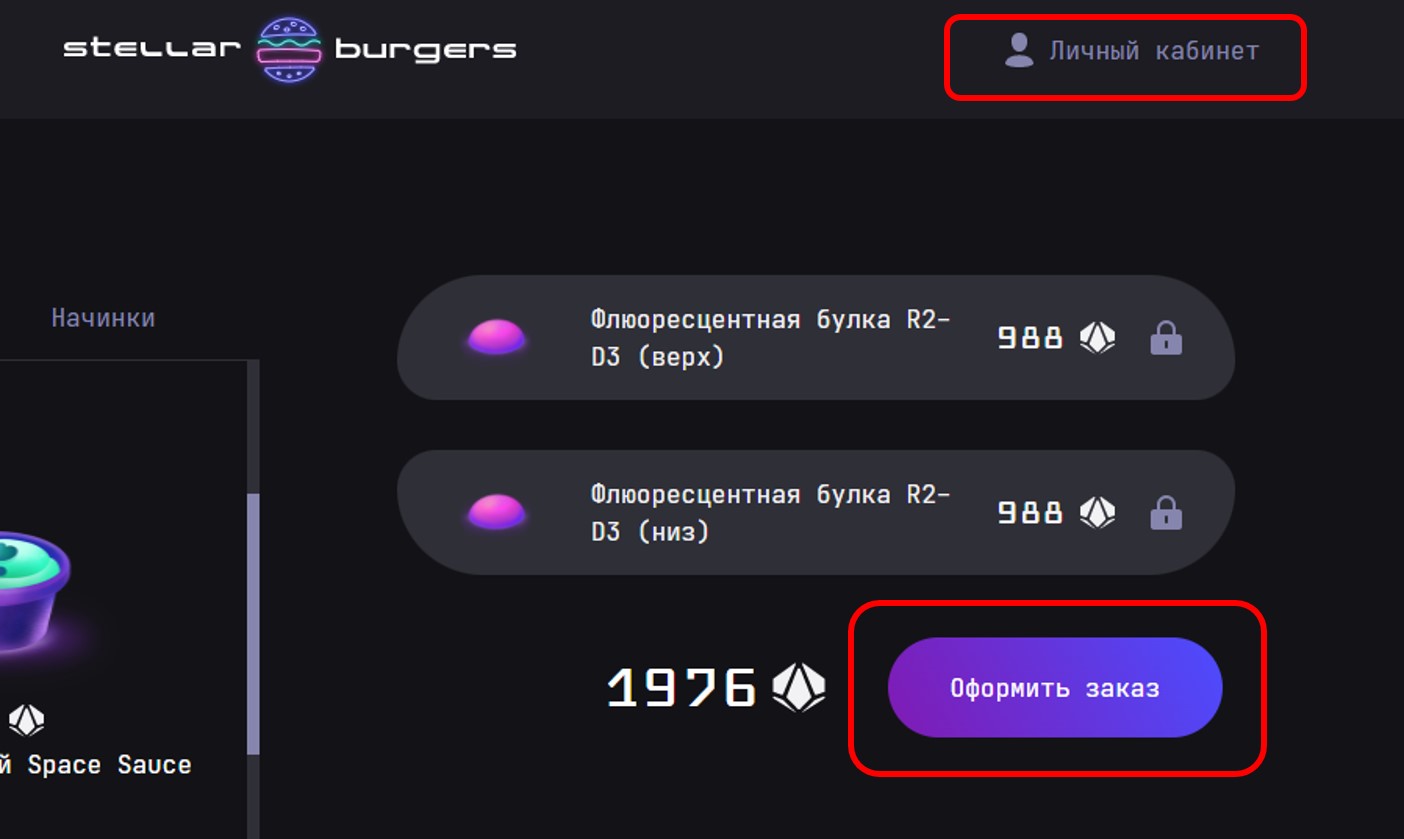 stellar burgers
Личный кабинет
Начинки
Флюоресцентная булка R2-
D3 (верх)
988
Флюоресцентная булка R2-
D3 (низ)
988
1976
Оформить заказ
й Space Sauce